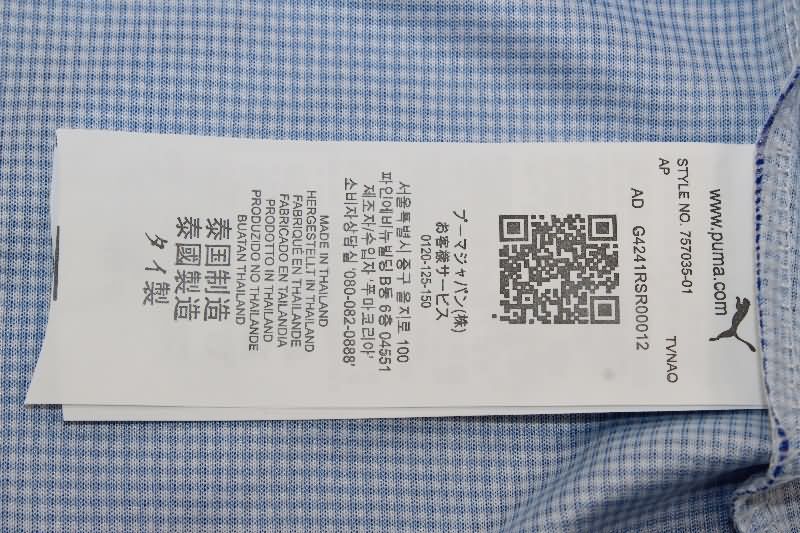 www.puma.com
STYLE NO. 757035-01 TVNAO
AP
AD G4241RSR00012
プーマジャパン(株)
お客様サービス
0120-125-150
서울특별시 중구 을지로 100
파인에비뉴빌딩 B동 6층 04551
제조자/수입자 '푸마코리아'
소비자상담실 '080-082-0888'
MADE IN THAILAND
HERGESTELLT IN THAILAND
FABRIQUÉ EN THAILANDE
FABRICADO EN TAILANDIA
PRODOTTO IN THAILAND
PRODUZIDO NO THAILANDE
BUATAN THAILAND
泰国制造
泰國製造
タイ製